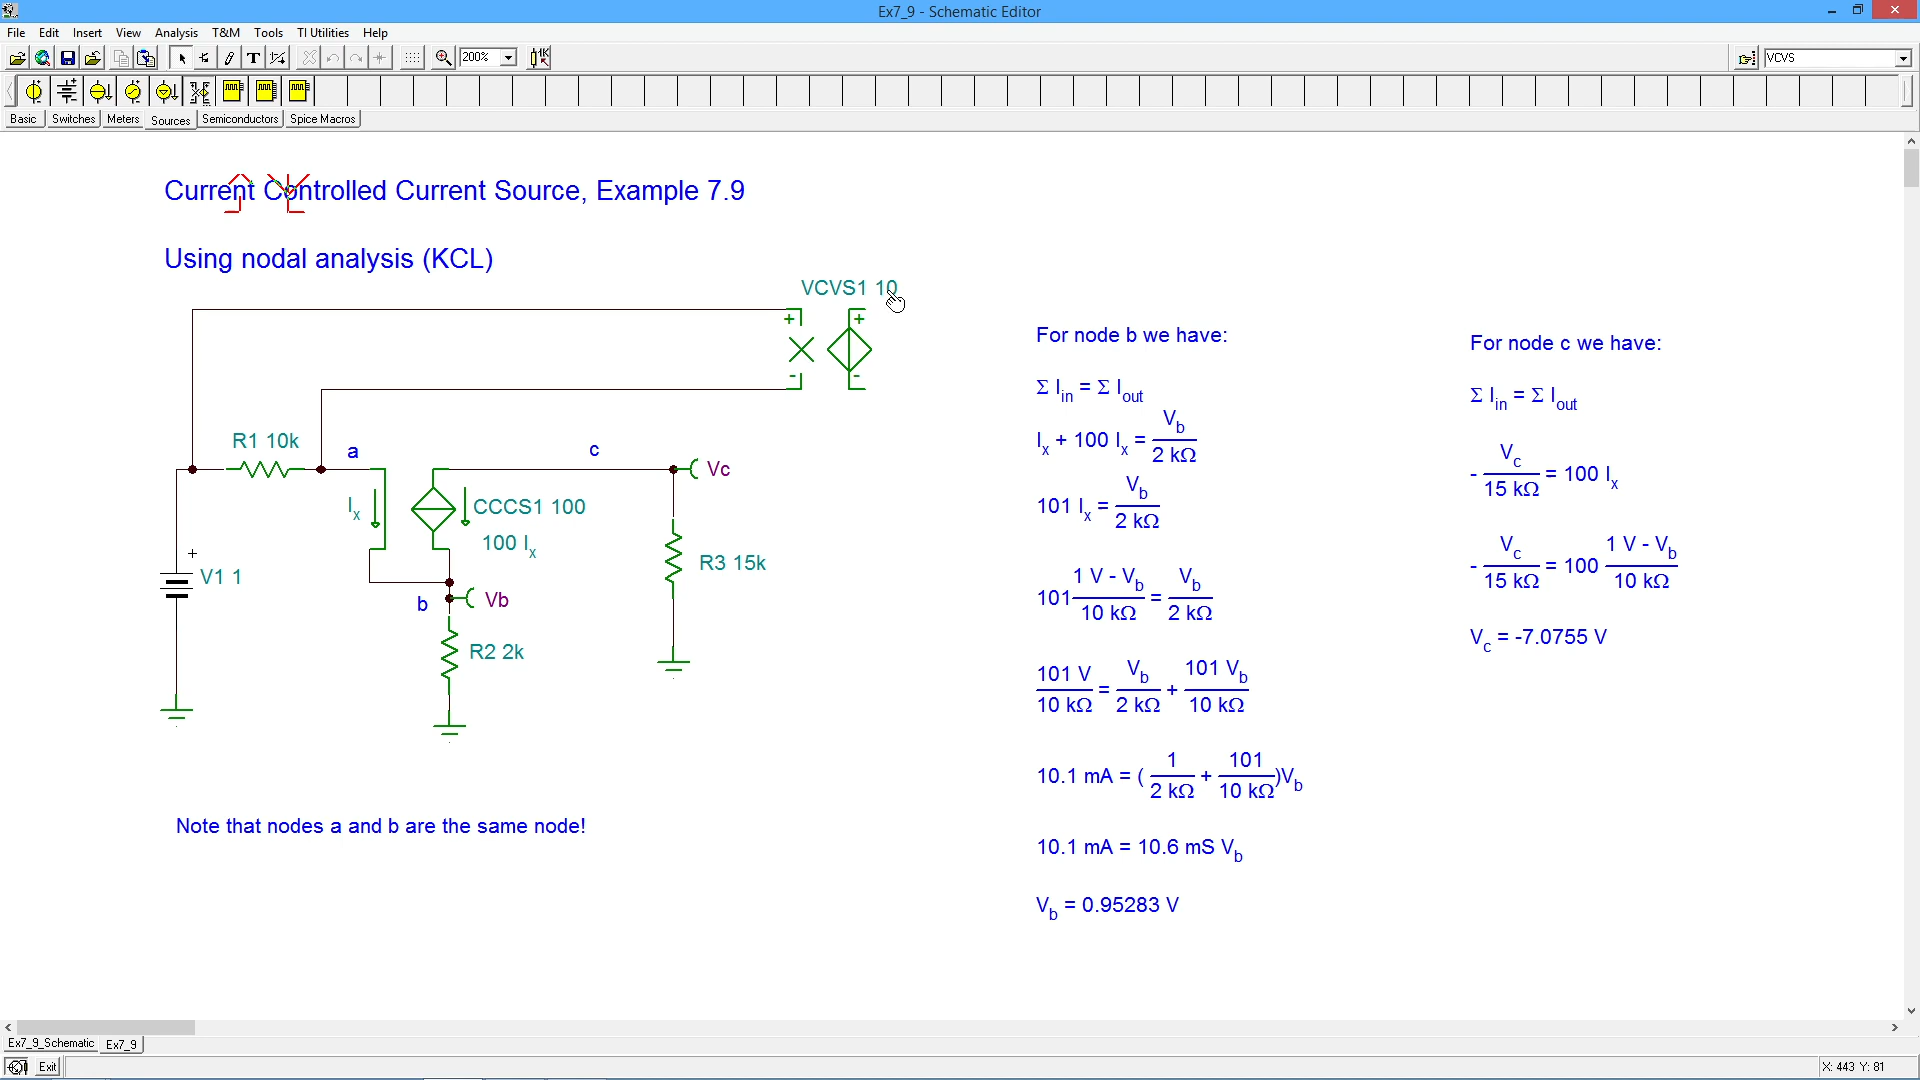 Ex7_9 - Schematic Editor
File Edit Insert View Analysis T&M Tools TI Utilities Help
200%
1K
VCVS
Basic Switches Meters Sources Semiconductors Spice Macros
Current Controlled Current Source, Example 7.9
Using nodal analysis (KCL)
VCVS1 10
+ +
- -
R1 10k
a
c
Vc
Ix
CCCS1 100
100 Ix
R3 15k
+
V1 1
b
Vb
R2 2k
Note that nodes a and b are the same node!
For node b we have:
Σ Iin = Σ Iout
Ix + 100 Ix = Vb / 2 kΩ
101 Ix = Vb / 2 kΩ
101 (1 V - Vb) / 10 kΩ = Vb / 2 kΩ
101 V / 10 kΩ = Vb / 2 kΩ + 101 Vb / 10 kΩ
10.1 mA = ( 1 / 2 kΩ + 101 / 10 kΩ )Vb
10.1 mA = 10.6 mS Vb
Vb = 0.95283 V
For node c we have:
Σ Iin = Σ Iout
- Vc / 15 kΩ = 100 Ix
- Vc / 15 kΩ = 100 (1 V - Vb) / 10 kΩ
Vc = -7.0755 V
Ex7_9_Schematic Ex7_9
Exit
X: 443 Y: 81